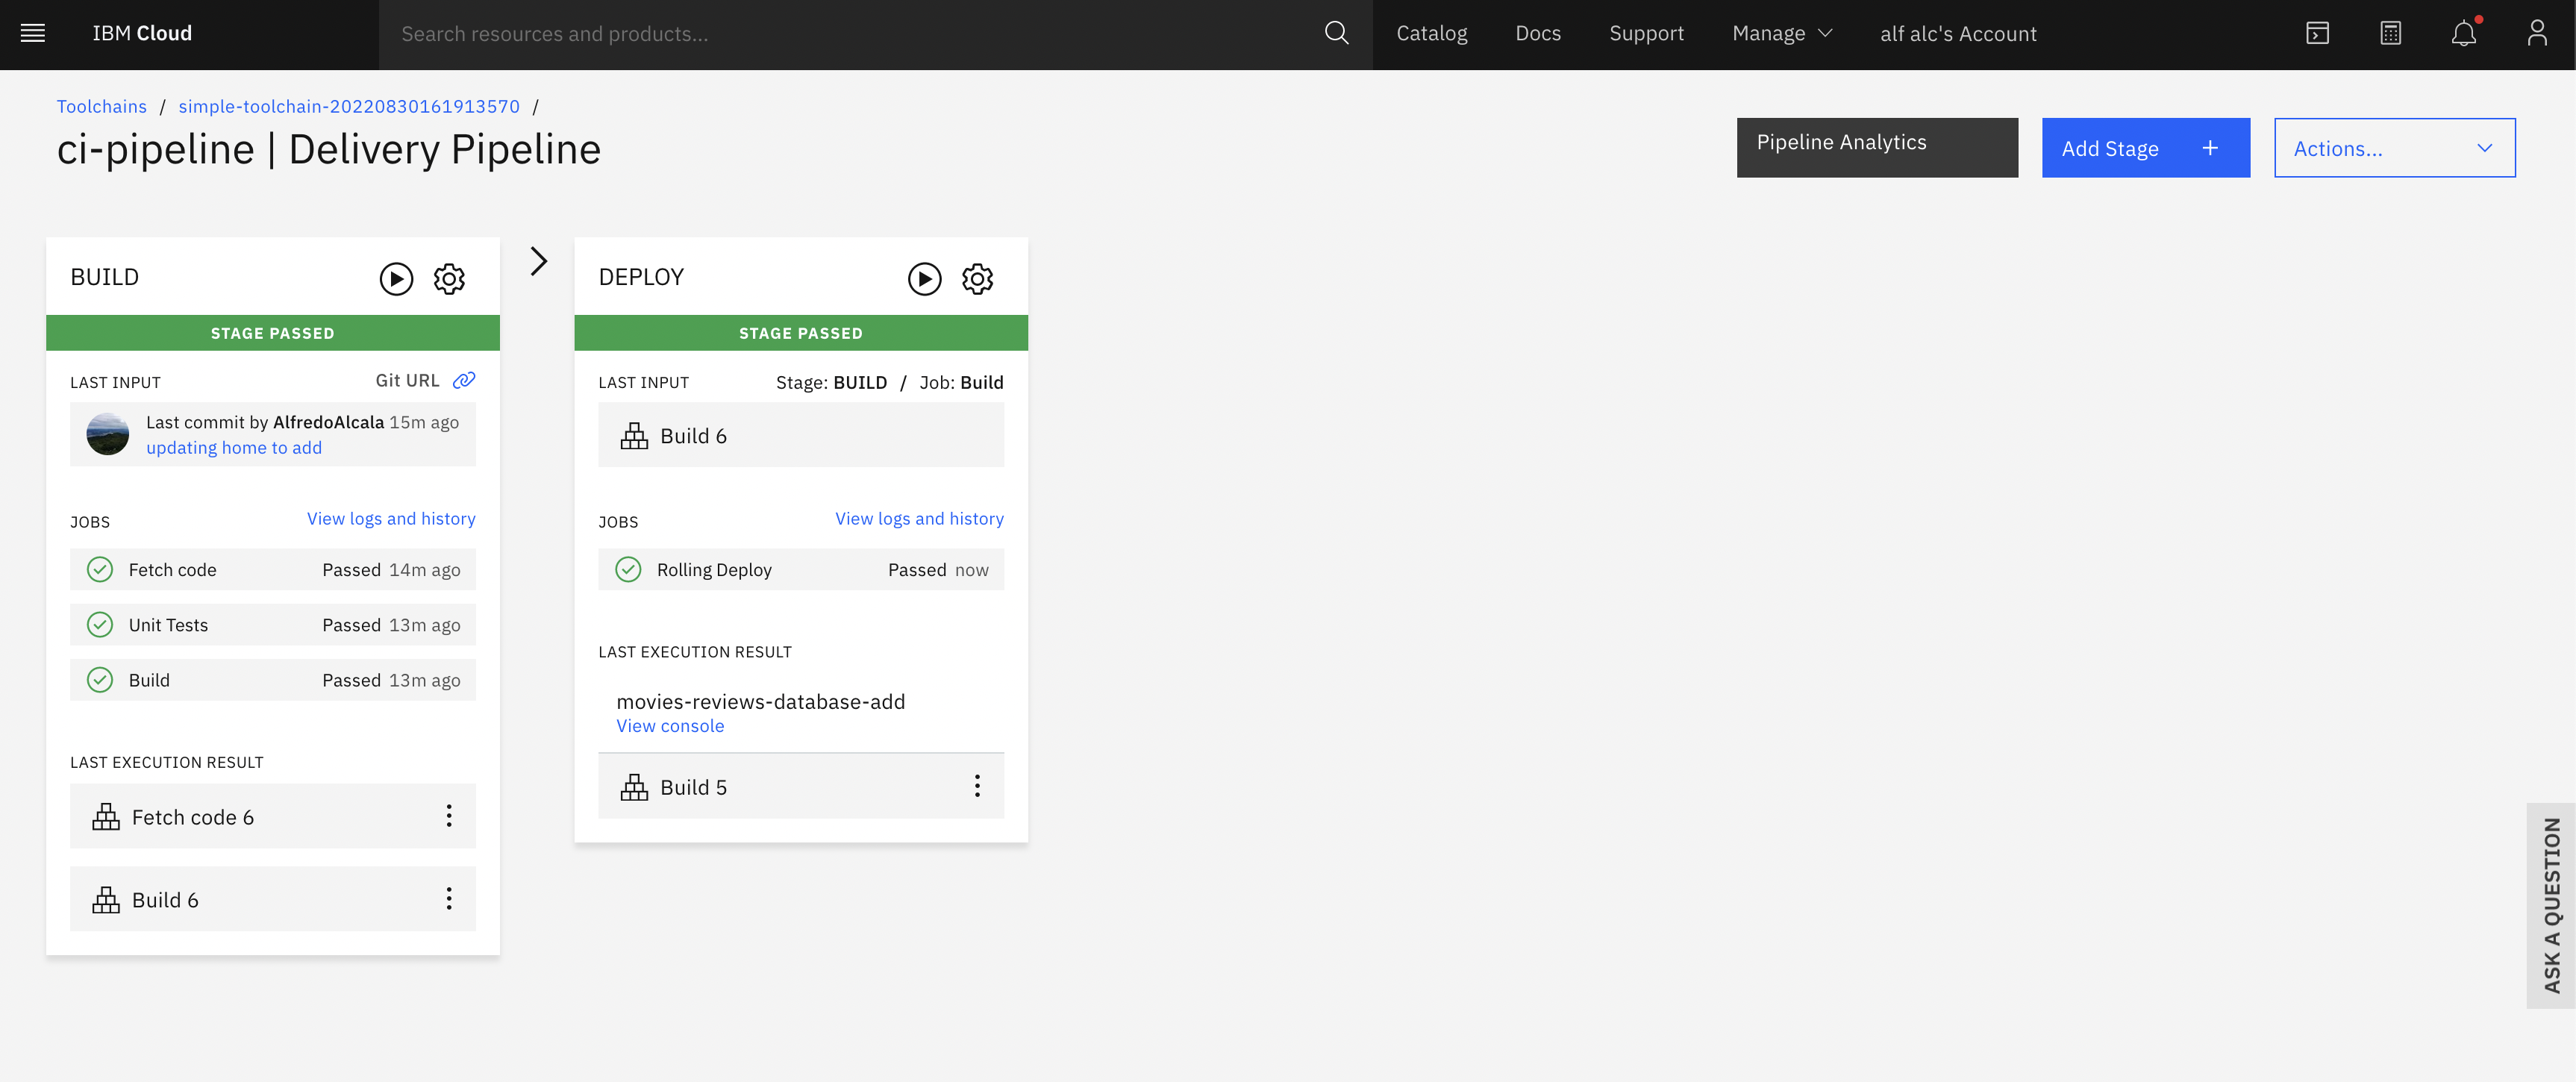 IBM Cloud
Search resources and products...
Catalog
Docs
Support
Manage
alf alc's Account
Toolchains / simple-toolchain-20220830161913570 /
ci-pipeline | Delivery Pipeline
Pipeline Analytics
Add Stage +
Actions...
BUILD
STAGE PASSED
LAST INPUT
Git URL
Last commit by AlfredoAlcala 15m ago
updating home to add
JOBS
View logs and history
Fetch code Passed 14m ago
Unit Tests Passed 13m ago
Build Passed 13m ago
LAST EXECUTION RESULT
Fetch code 6
Build 6
DEPLOY
STAGE PASSED
LAST INPUT
Stage: BUILD / Job: Build
Build 6
JOBS
View logs and history
Rolling Deploy Passed now
LAST EXECUTION RESULT
movies-reviews-database-add
View console
Build 5
ASK A QUESTION